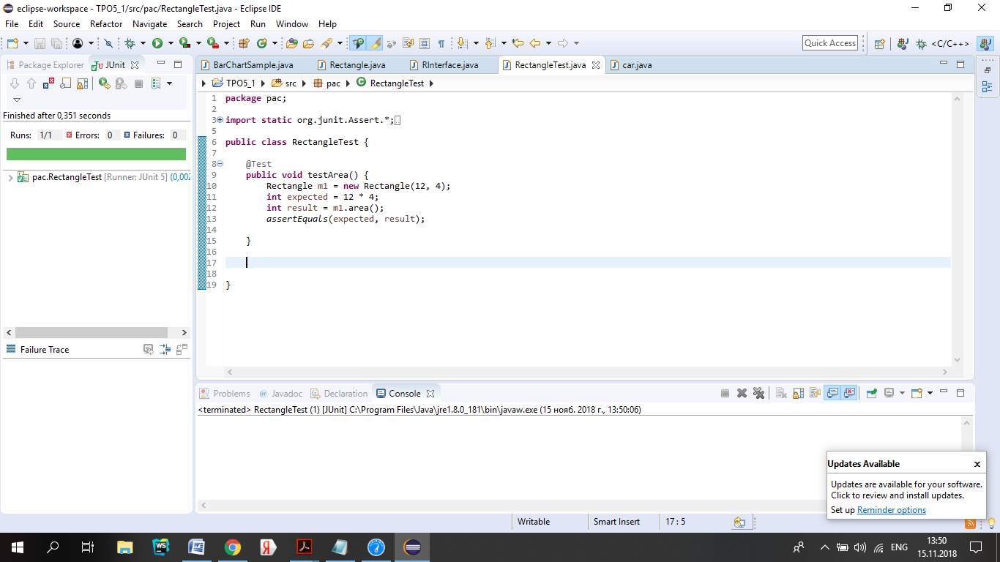 eclipse-workspace - TPO5_1/src/pac/RectangleTest.java - Eclipse IDE
File Edit Source Refactor Navigate Search Project Run Window Help
Quick Access
<C/C++>
Package Explorer JUnit
BarChartSample.java Rectangle.java RInterface.java RectangleTest.java car.java
TPO5_1 src pac RectangleTest
Finished after 0,351 seconds
Runs: 1/1 Errors: 0 Failures: 0
pac.RectangleTest [Runner: JUnit 5] (0,002
Failure Trace
1 package pac;
2
3 import static org.junit.Assert.*;
5
6 public class RectangleTest {
7
8 @Test
9 public void testArea() {
10 Rectangle m1 = new Rectangle(12, 4);
11 int expected = 12 * 4;
12 int result = m1.area();
13 assertEquals(expected, result);
14
15 }
16
17
18
19 }
Problems Javadoc Declaration Console
<terminated> RectangleTest (1) [JUnit] C:\Program Files\Java\jre1.8.0_181\bin\javaw.exe (15 нояб. 2018 г., 13:50:06)
Updates Available x
Updates are available for your software.
Click to review and install updates.
Set up Reminder options
Writable Smart Insert 17 : 5
ENG
13:50
15.11.2018